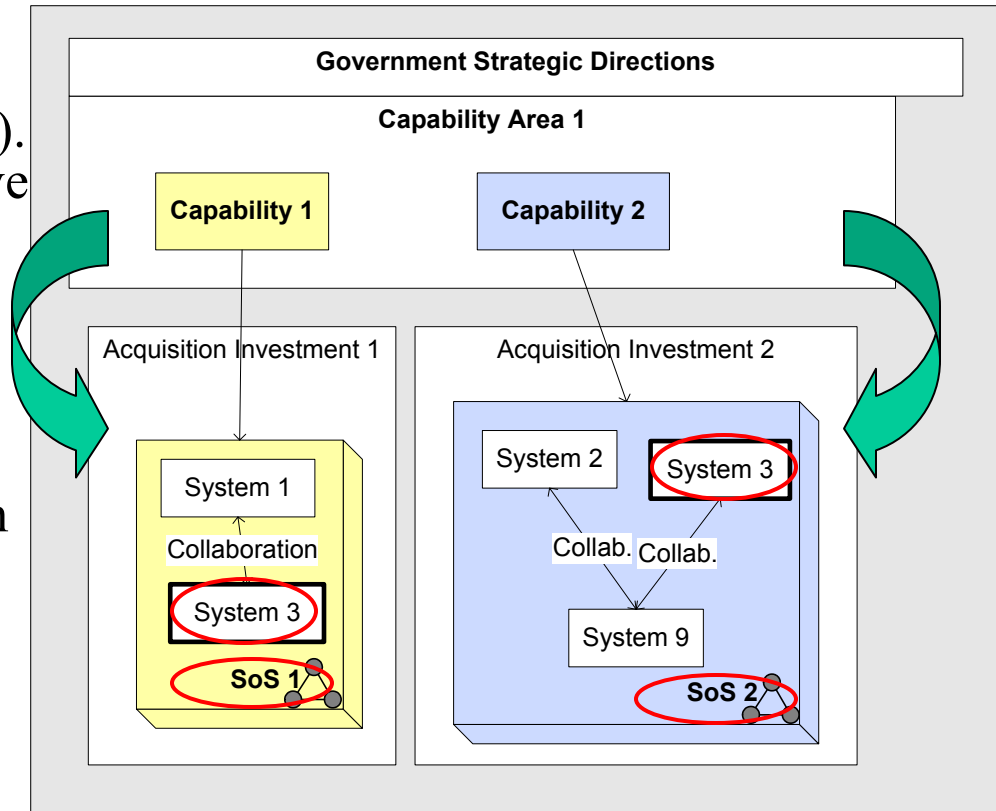 Government Strategic Directions
Capability Area 1
).
ve
Capability 1
Capability 2
Acquisition Investment 1
Acquisition Investment 2
System 1
System 2
System 3
n
Collaboration
Collab.
Collab.
System 3
System 9
SoS 1
SoS 2